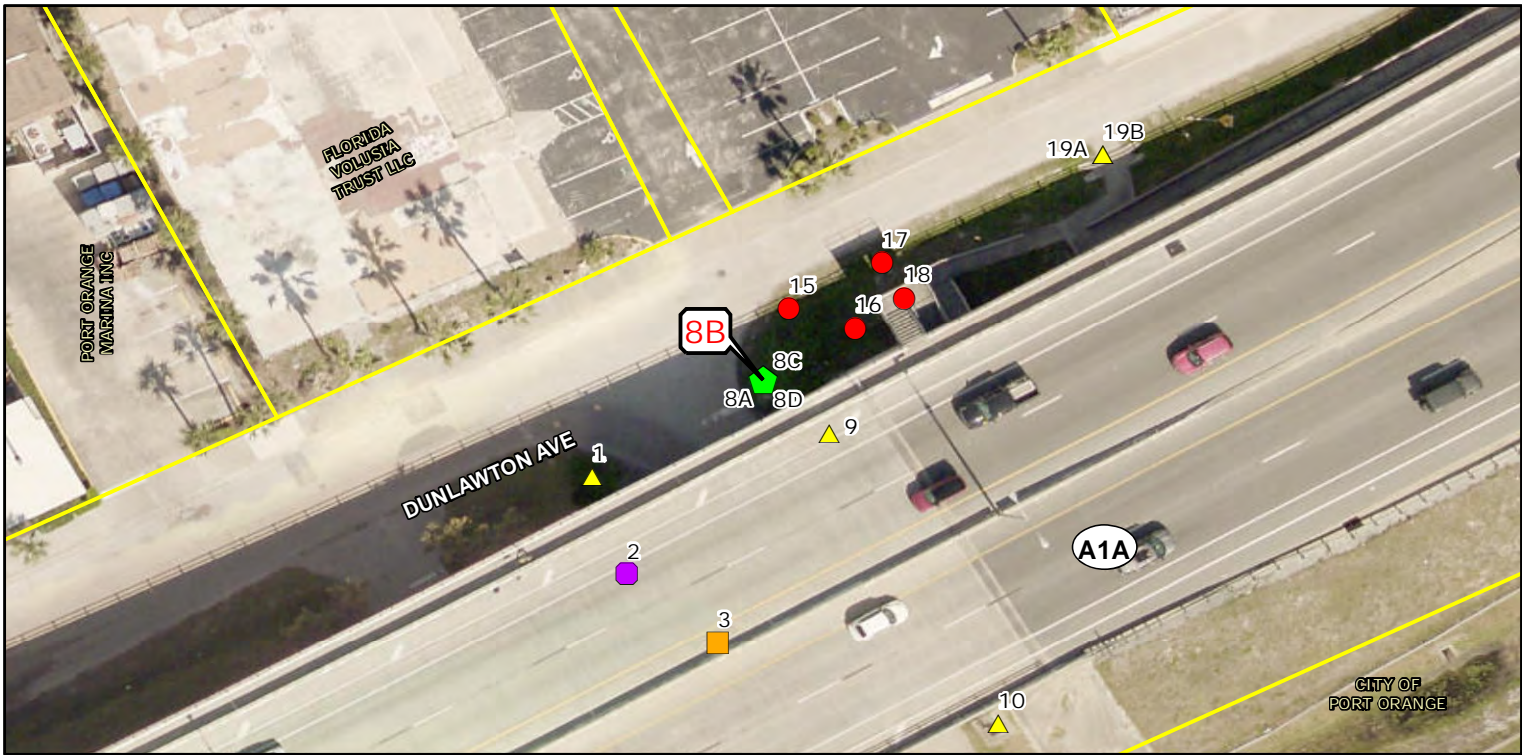 FLORIDA
VOLUSIA
TRUST LLC
19A
19B
PORT ORANGE
MARINA INC
17
18
15
16
8B
8C
8A
8D
9
DUNLAWTON AVE
1.
2
A1A
3
CITY OF
PORT ORANGE
10